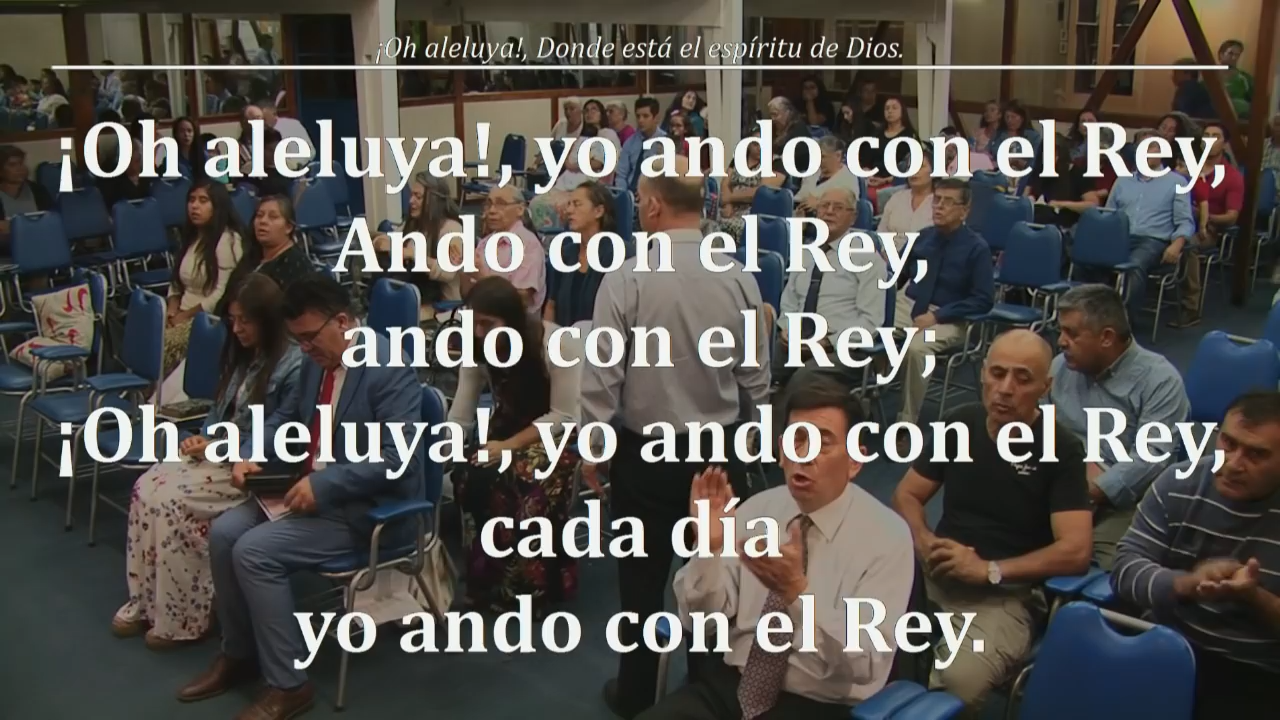 ¡Oh aleluya!, Donde está el espíritu de Dios.
¡Oh aleluya!, yo ando con el Rey,
Ando con el Rey,
ando con el Rey;
¡Oh aleluya!, yo ando con el Rey,
cada día
yo ando con el Rey.